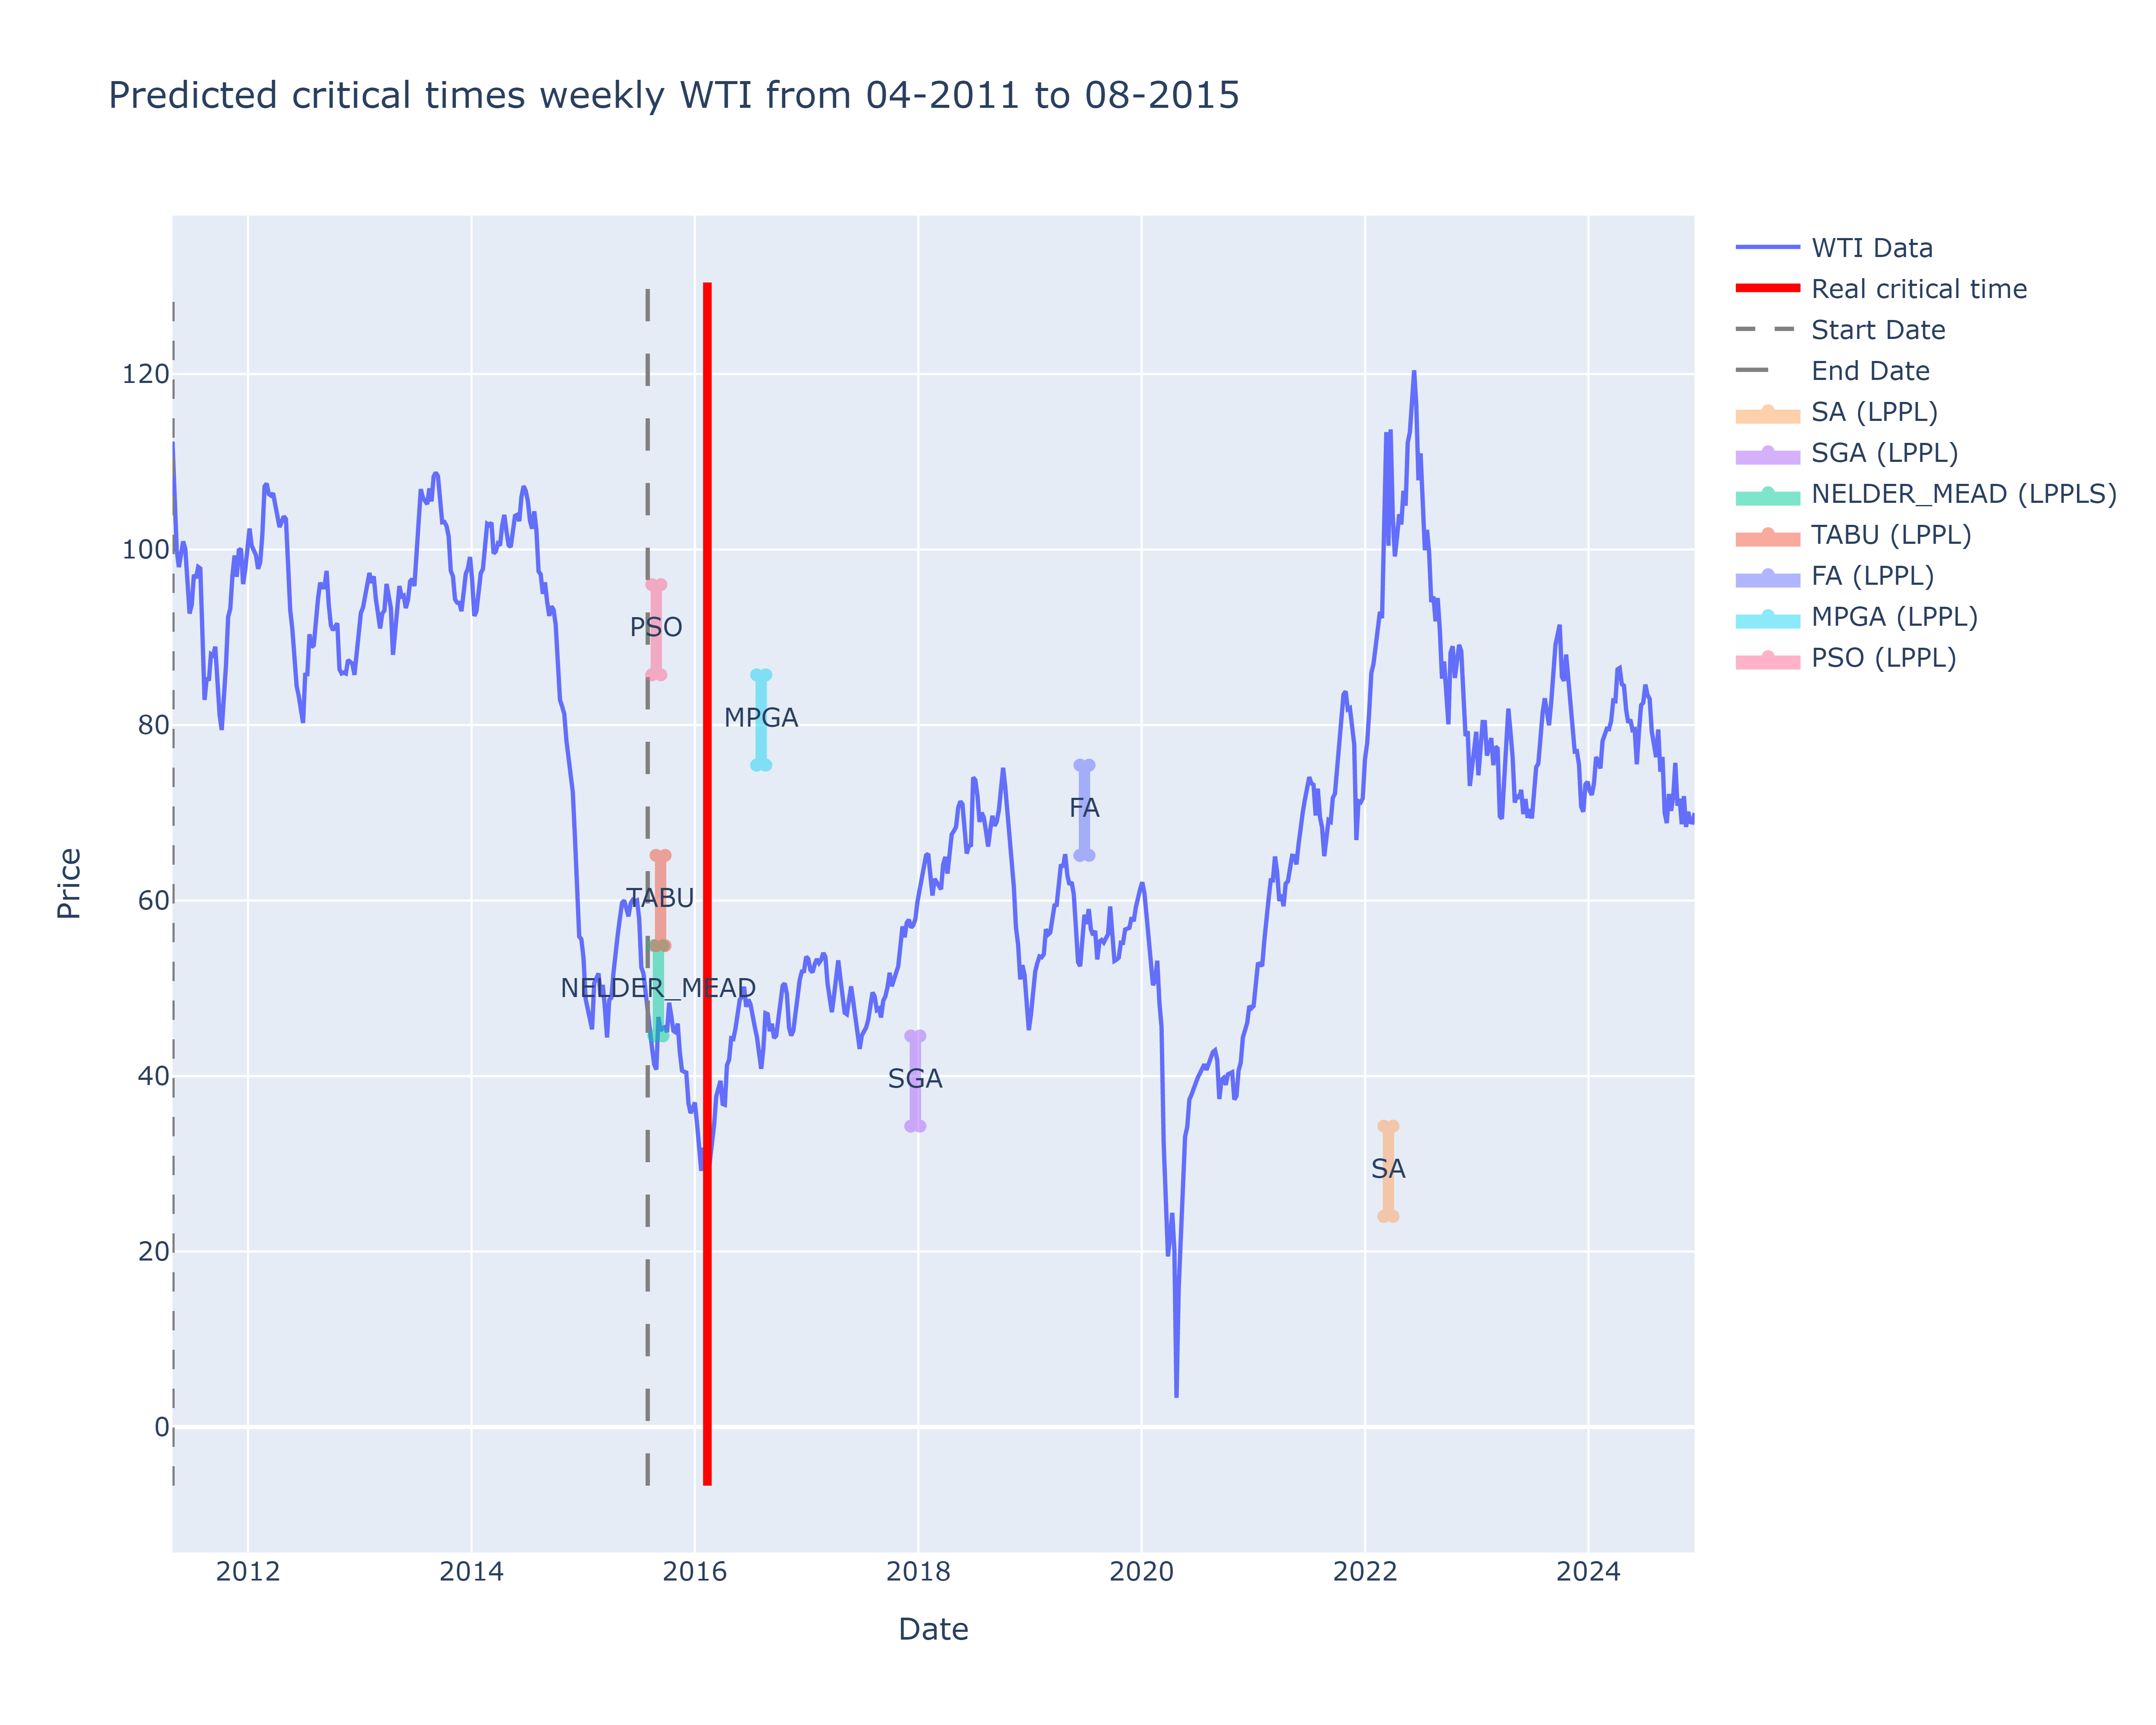 Predicted critical times weekly WTI from 04-2011 to 08-2015
WTI Data
Real critical time
Start Date
End Date
SA (LPPL)
SGA (LPPL)
NELDER_MEAD (LPPLS)
TABU (LPPL)
FA (LPPL)
MPGA (LPPL)
PSO (LPPL)
Price
120
100
80
60
40
20
0
PSO
MPGA
FA
TABU
NELDER_MEAD
SGA
SA
2012
2014
2016
2018
2020
2022
2024
Date